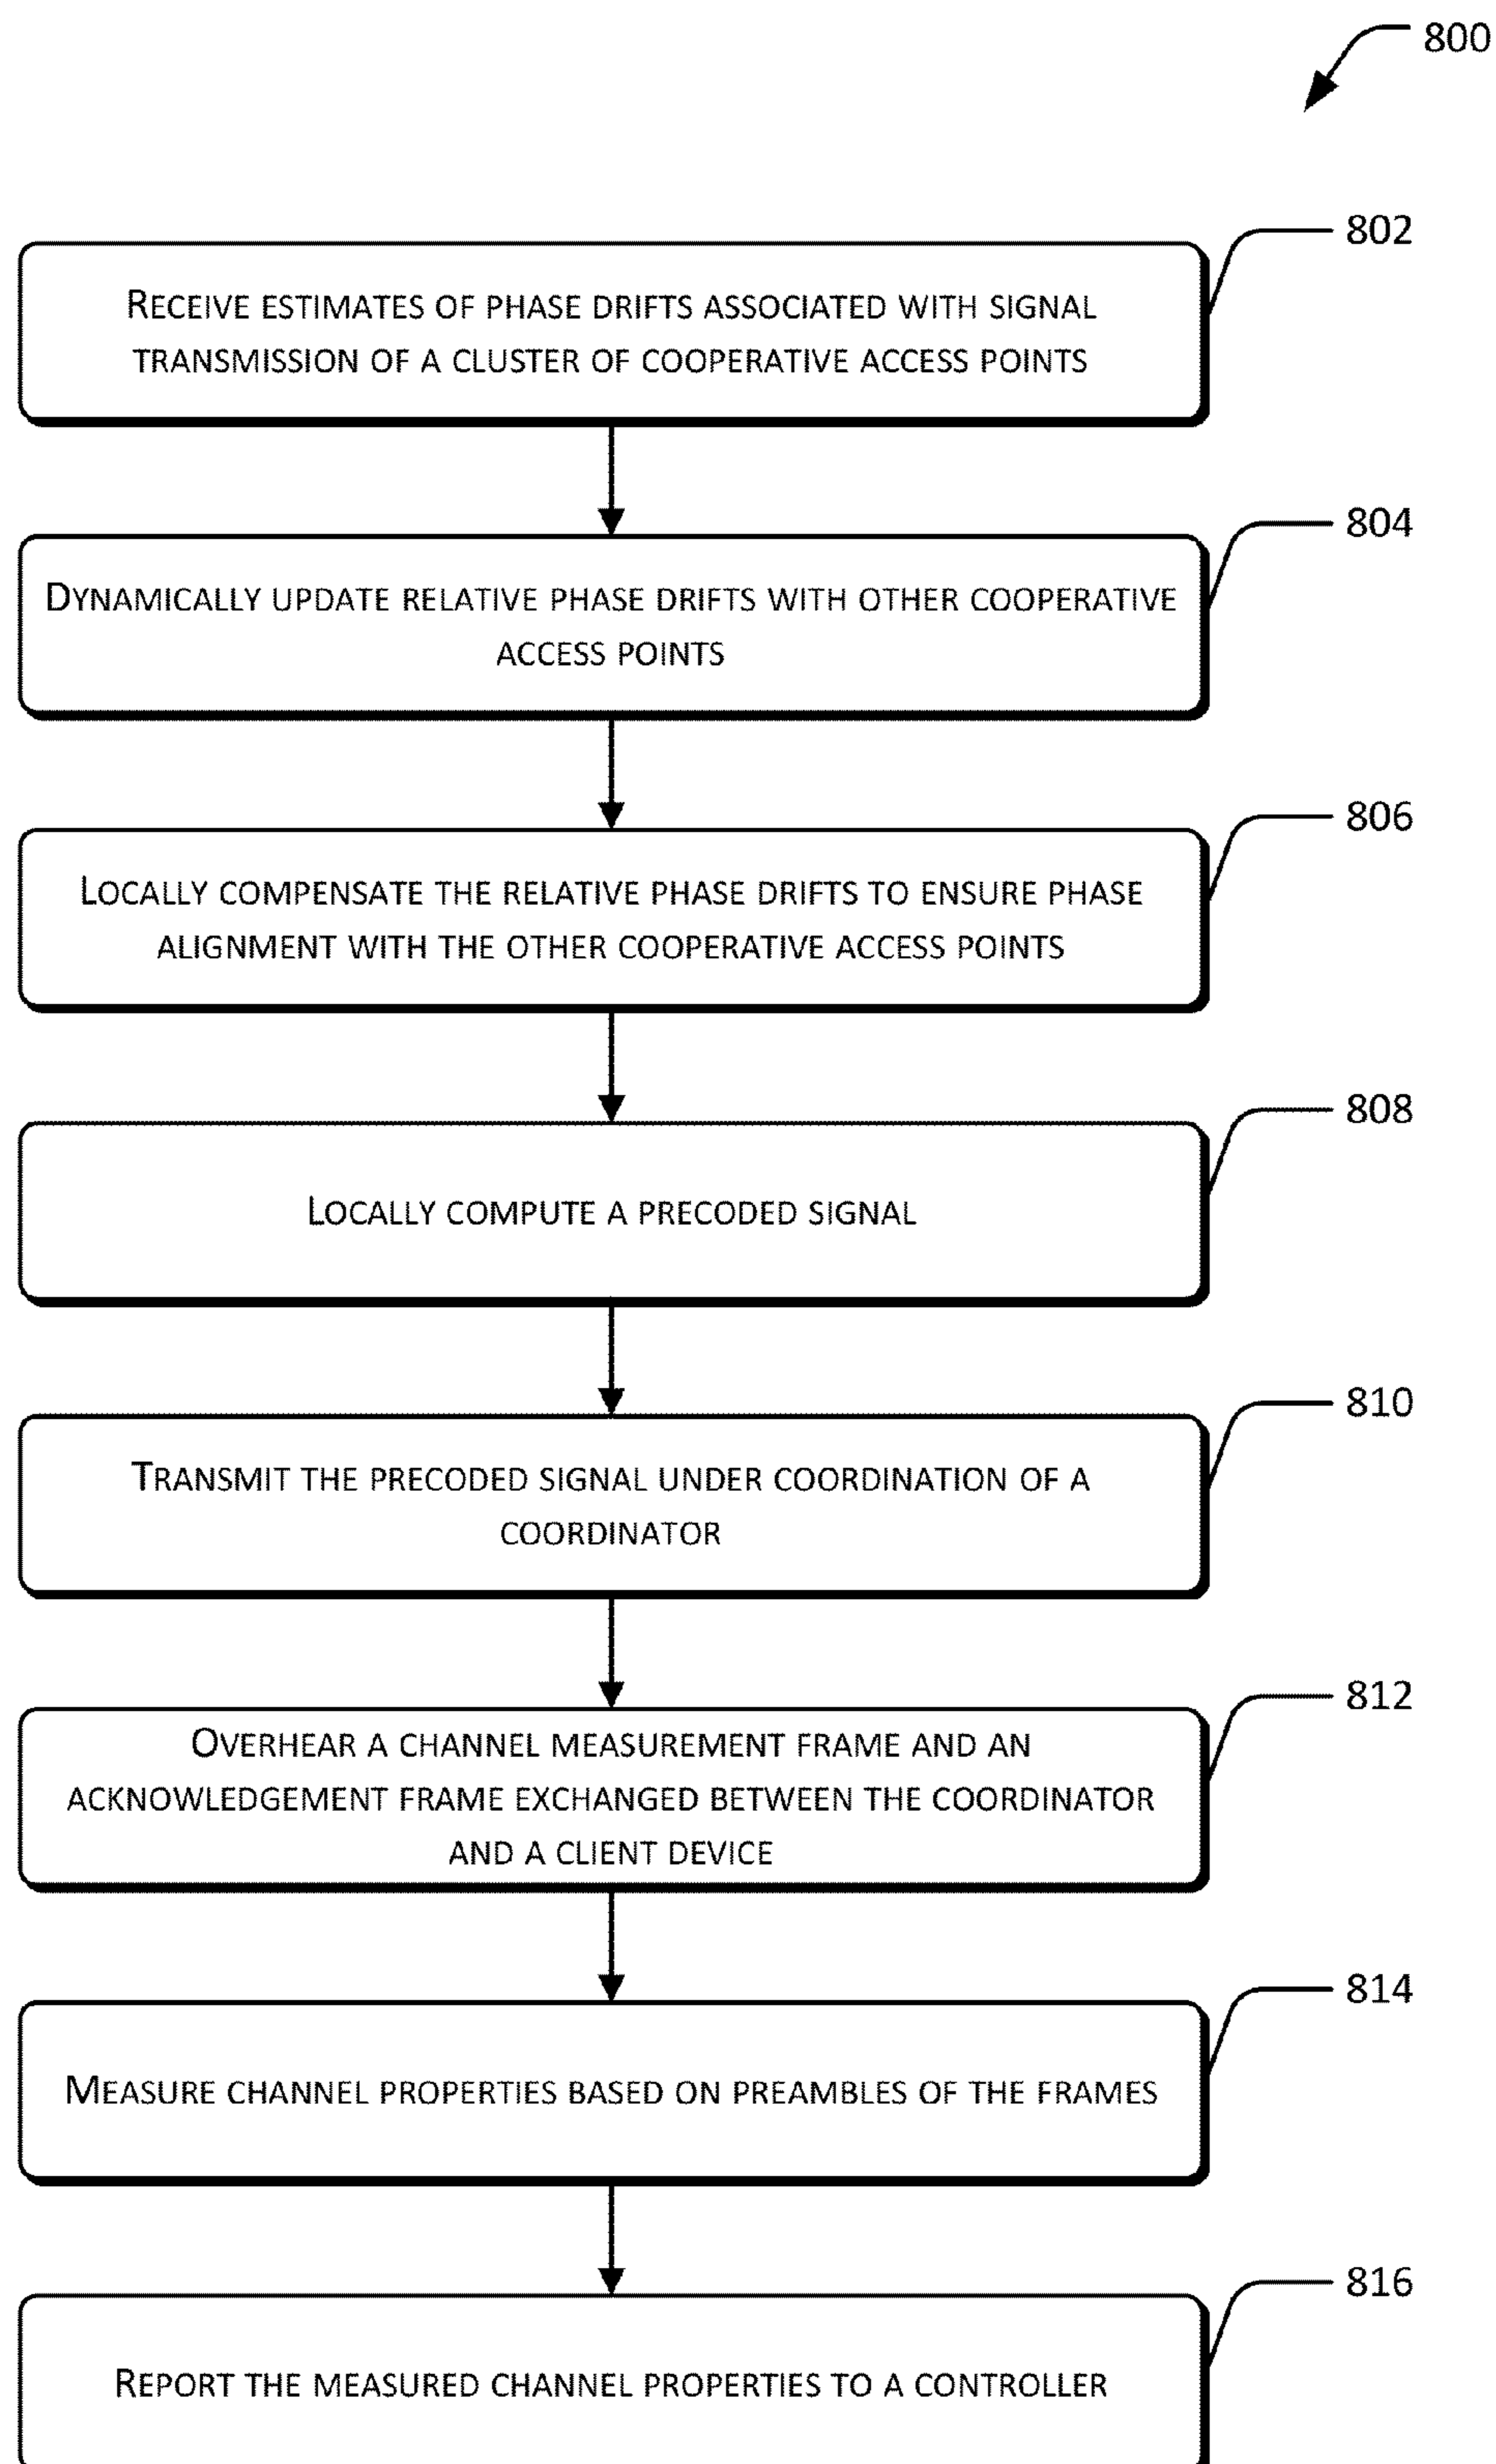 800
802
RECEIVE ESTIMATES OF PHASE DRIFTS ASSOCIATED WITH SIGNAL
TRANSMISSION OF A CLUSTER OF COOPERATIVE ACCESS POINTS
804
DYNAMICALLY UPDATE RELATIVE PHASE DRIFTS WITH OTHER COOPERATIVE
ACCESS POINTS
806
LOCALLY COMPENSATE THE RELATIVE PHASE DRIFTS TO ENSURE PHASE
ALIGNMENT WITH THE OTHER COOPERATIVE ACCESS POINTS
808
LOCALLY COMPUTE A PRECODED SIGNAL
810
TRANSMIT THE PRECODED SIGNAL UNDER COORDINATION OF A
COORDINATOR
812
OVERHEAR A CHANNEL MEASUREMENT FRAME AND AN
ACKNOWLEDGEMENT FRAME EXCHANGED BETWEEN THE COORDINATOR
AND A CLIENT DEVICE
814
MEASURE CHANNEL PROPERTIES BASED ON PREAMBLES OF THE FRAMES
816
REPORT THE MEASURED CHANNEL PROPERTIES TO A CONTROLLER